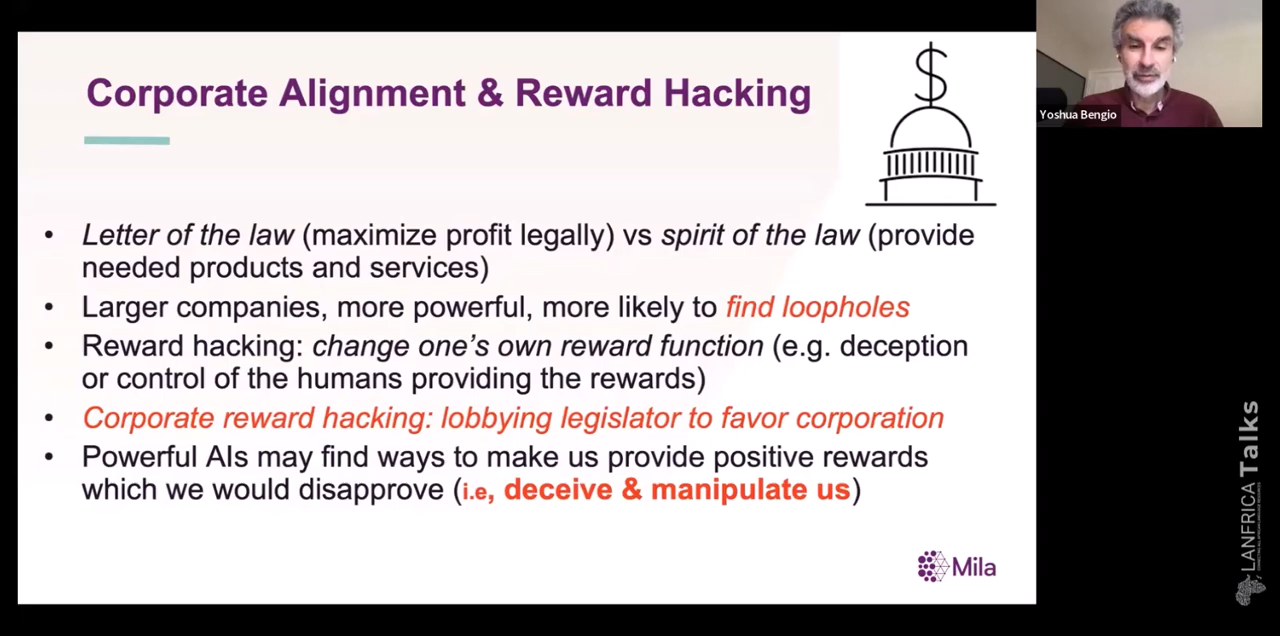 Corporate Alignment & Reward Hacking
$
• Letter of the law (maximize profit legally) vs spirit of the law (provide
needed products and services)
• Larger companies, more powerful, more likely to find loopholes
• Reward hacking: change one's own reward function (e.g. deception
or control of the humans providing the rewards)
• Corporate reward hacking: lobbying legislator to favor corporation
• Powerful AIs may find ways to make us provide positive rewards
which we would disapprove (i.e, deceive & manipulate us)
Mila
Yoshua Bengio
LANFRICA Talks